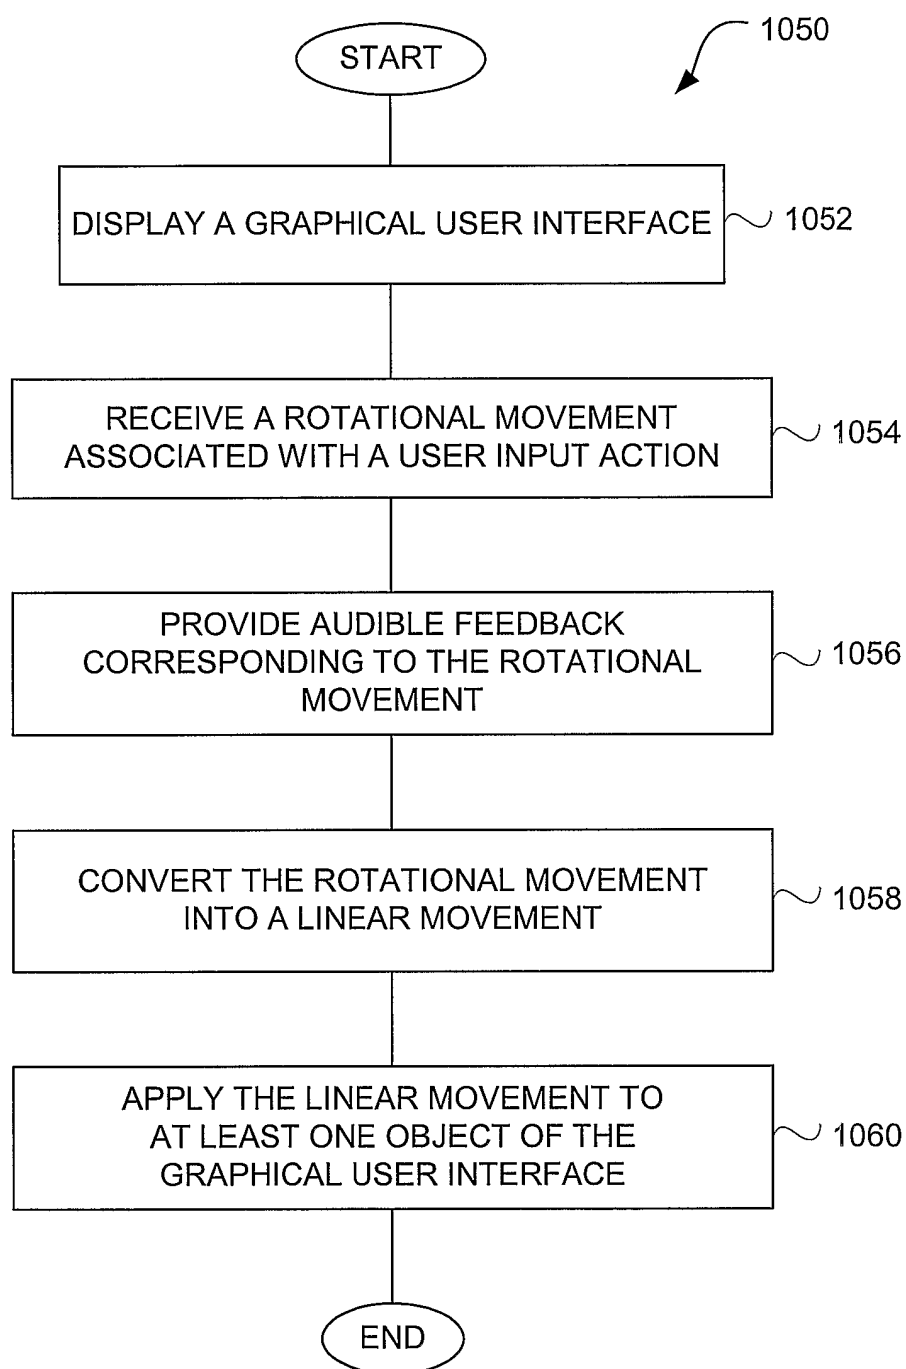 1050
START
DISPLAY A GRAPHICAL USER INTERFACE
1052
RECEIVE A ROTATIONAL MOVEMENT
ASSOCIATED WITH A USER INPUT ACTION
1054
PROVIDE AUDIBLE FEEDBACK
CORRESPONDING TO THE ROTATIONAL
MOVEMENT
1056
CONVERT THE ROTATIONAL MOVEMENT
INTO A LINEAR MOVEMENT
1058
APPLY THE LINEAR MOVEMENT TO
AT LEAST ONE OBJECT OF THE
GRAPHICAL USER INTERFACE
1060
END